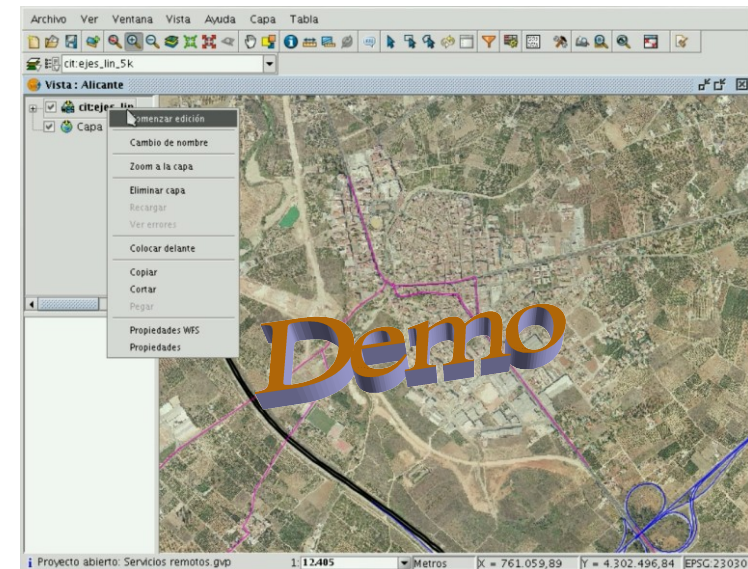 Archivo Ver Ventana Vista Ayuda Capa Tabla
cit:ejes_lin_5k
Vista : Alicante
cit:ejes_lin
Capa
Comenzar edición
Cambio de nombre
Zoom a la capa
Eliminar capa
Recargar
Ver errores
Colocar delante
Copiar
Cortar
Pegar
Propiedades WFS
Propiedades
Demo
Proyecto abierto: Servicios remotos.gvp 1: 12.405 Metros X = 761.059,89 Y = 4.302.496,84 EPSG:23030